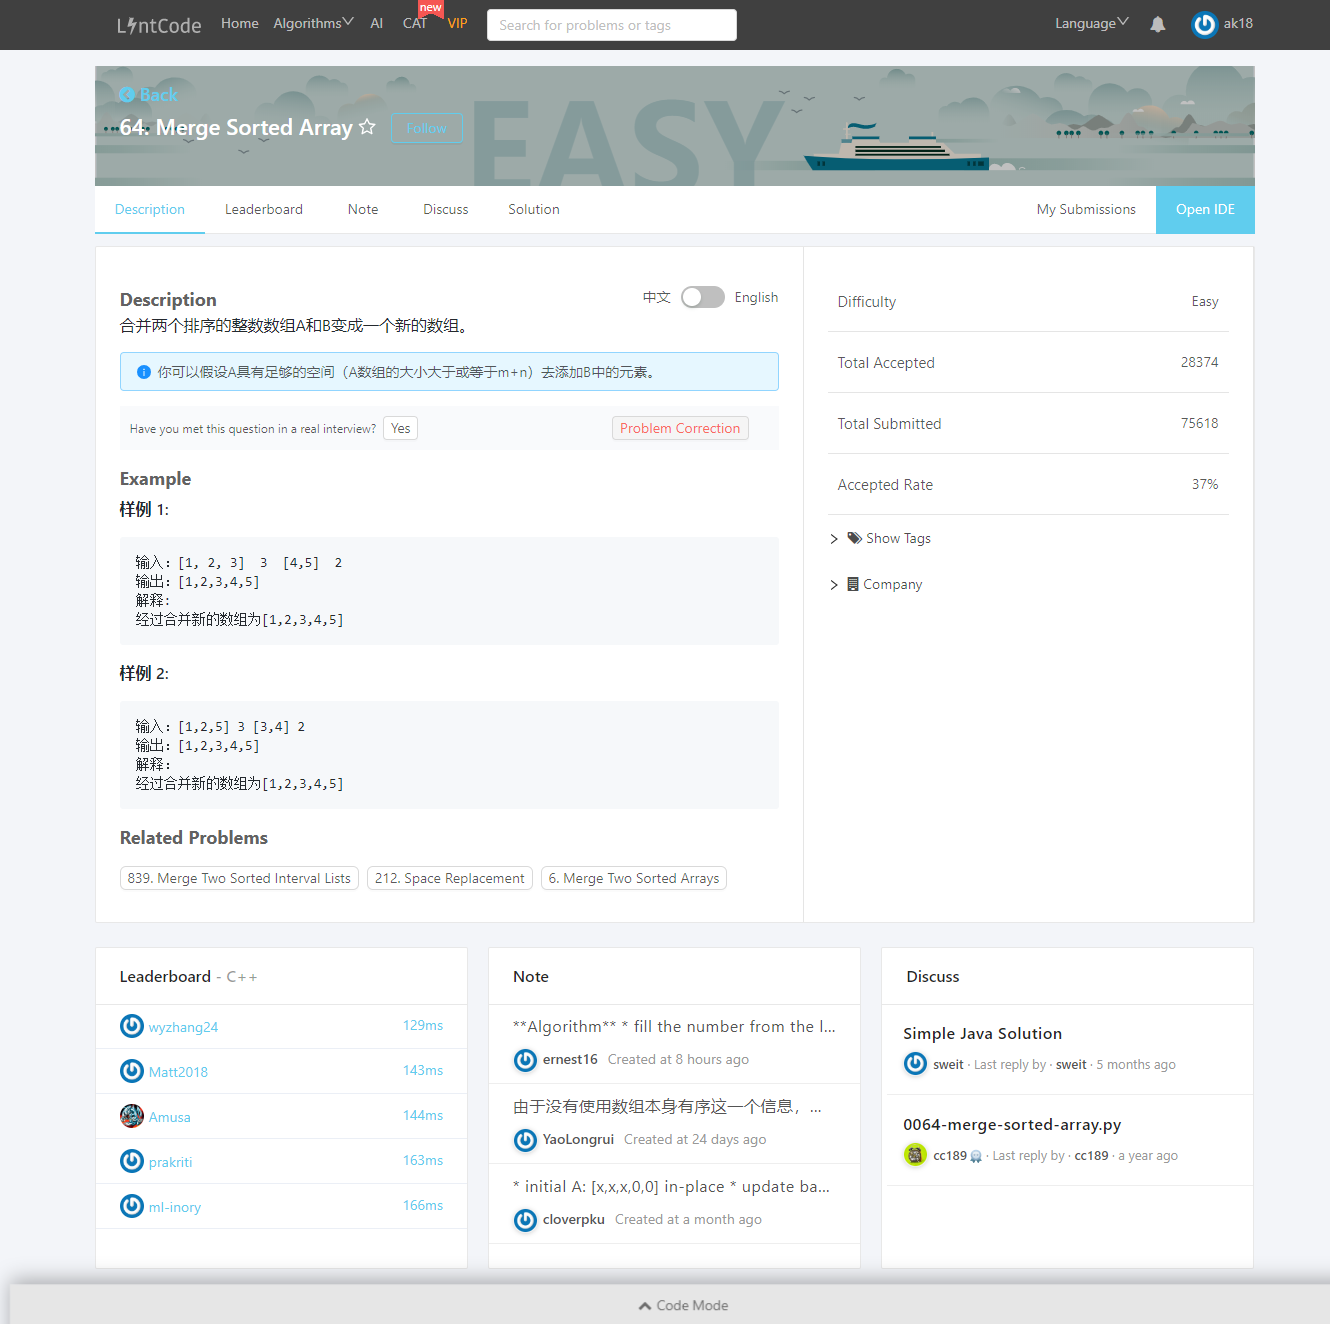 LintCode Home Algorithms AI CAT new VIP Search for problems or tags Language ak18
Back
EASY
64. Merge Sorted Array Follow
Description Leaderboard Note Discuss Solution My Submissions Open IDE
Description 中文 English
合并两个排序的整数数组A和B变成一个新的数组。
你可以假设A具有足够的空间（A数组的大小大于或等于m+n）去添加B中的元素。
Have you met this question in a real interview? Yes Problem Correction
Example
样例 1:
输入：[1, 2, 3]  3  [4,5]  2
输出：[1,2,3,4,5]
解释:
经过合并新的数组为[1,2,3,4,5]
样例 2:
输入：[1,2,5] 3 [3,4] 2
输出：[1,2,3,4,5]
解释：
经过合并新的数组为[1,2,3,4,5]
Related Problems
839. Merge Two Sorted Interval Lists 212. Space Replacement 6. Merge Two Sorted Arrays
Difficulty Easy
Total Accepted 28374
Total Submitted 75618
Accepted Rate 37%
Show Tags
Company
Leaderboard - C++
wyzhang24 129ms
Matt2018 143ms
Amusa 144ms
prakriti 163ms
ml-inory 166ms
Note
**Algorithm** * fill the number from the l...
ernest16 Created at 8 hours ago
由于没有使用数组本身有序这一个信息，...
YaoLongrui Created at 24 days ago
* initial A: [x,x,x,0,0] in-place * update ba...
cloverpku Created at a month ago
Discuss
Simple Java Solution
sweit · Last reply by · sweit · 5 months ago
0064-merge-sorted-array.py
cc189 · Last reply by · cc189 · a year ago
Code Mode